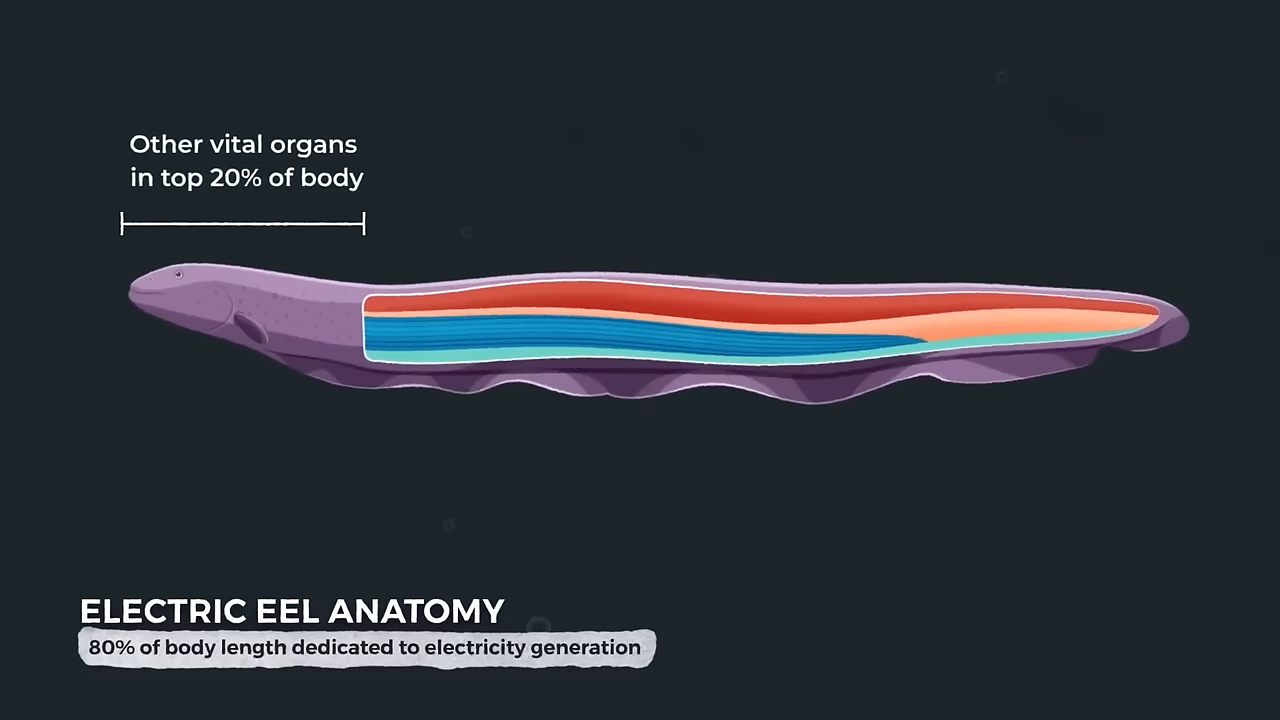 Other vital organs
in top 20% of body
ELECTRIC EEL ANATOMY
80% of body length dedicated to electricity generation